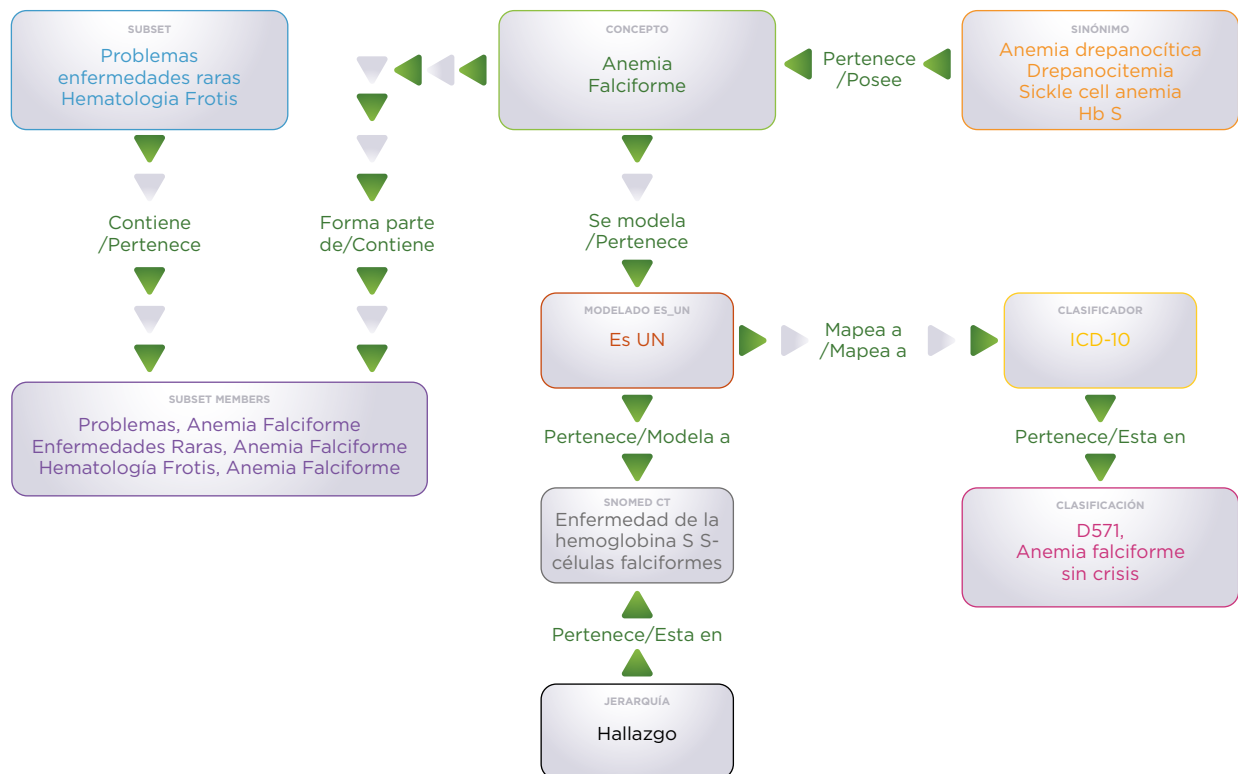 SUBSET
Problemas
enfermedades raras
Hematologia Frotis
CONCEPTO
Anemia
Falciforme
Pertenece
/Posee
SINÓNIMO
Anemia drepanocítica
Drepanocitemia
Sickle cell anemia
Hb S
Contiene
/Pertenece
Forma parte
de/Contiene
Se modela
/Pertenece
MODELADO ES_UN
Es UN
Mapea a
/Mapea a
CLASIFICADOR
ICD-10
SUBSET MEMBERS
Problemas, Anemia Falciforme
Enfermedades Raras, Anemia Falciforme
Hematología Frotis, Anemia Falciforme
Pertenece/Modela a
Pertenece/Esta en
SNOMED CT
Enfermedad de la
hemoglobina S S-
células falciformes
CLASIFICACIÓN
D571,
Anemia falciforme
sin crisis
Pertenece/Esta en
JERARQUÍA
Hallazgo